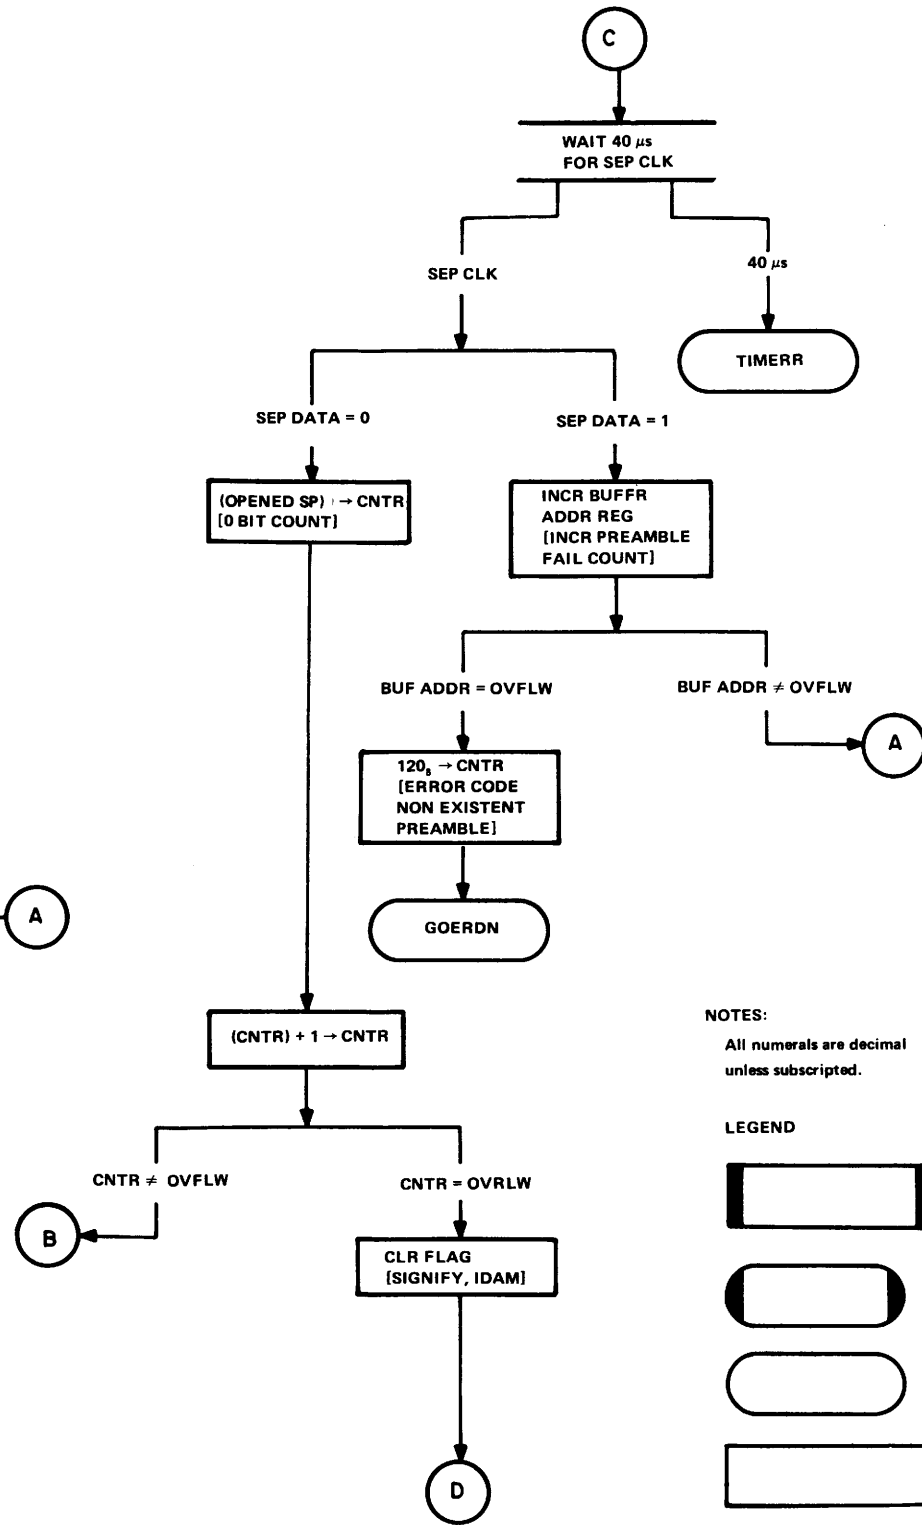 C
WAIT 40 μs
FOR SEP CLK
SEP CLK
40 μs
TIMERR
SEP DATA = 0
SEP DATA = 1
(OPENED SP) → CNTR
[0 BIT COUNT]
INCR BUFFR
ADDR REG
[INCR PREAMBLE
FAIL COUNT]
BUF ADDR = OVFLW
BUF ADDR ≠ OVFLW
A
120₈ → CNTR
[ERROR CODE
NON EXISTENT
PREAMBLE]
GOERDN
A
(CNTR) + 1 → CNTR
CNTR ≠ OVFLW
CNTR = OVRLW
B
CLR FLAG
[SIGNIFY, IDAM]
D
NOTES:
All numerals are decimal
unless subscripted.
LEGEND